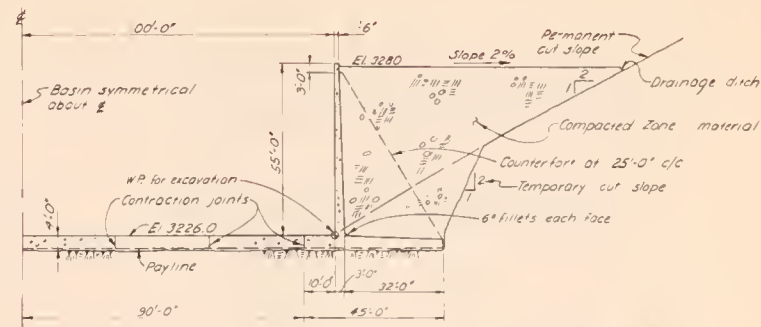 ℄
00'-0"
6"
El. 3280
Slope 2%
Permanent
cut slope
2
1
Drainage ditch
3'-0"
Basin symmetrical
about ℄
Compacted Zone material
55'-0"
Counterfort at 25'-0" c/c
W.P. for excavation
2
1
Temporary cut slope
Contraction joints
4'-0"
El. 3226.0
6" fillets each face
Payline
10'-0"
3'-0"
32'-0"
90'-0"
45'-0"